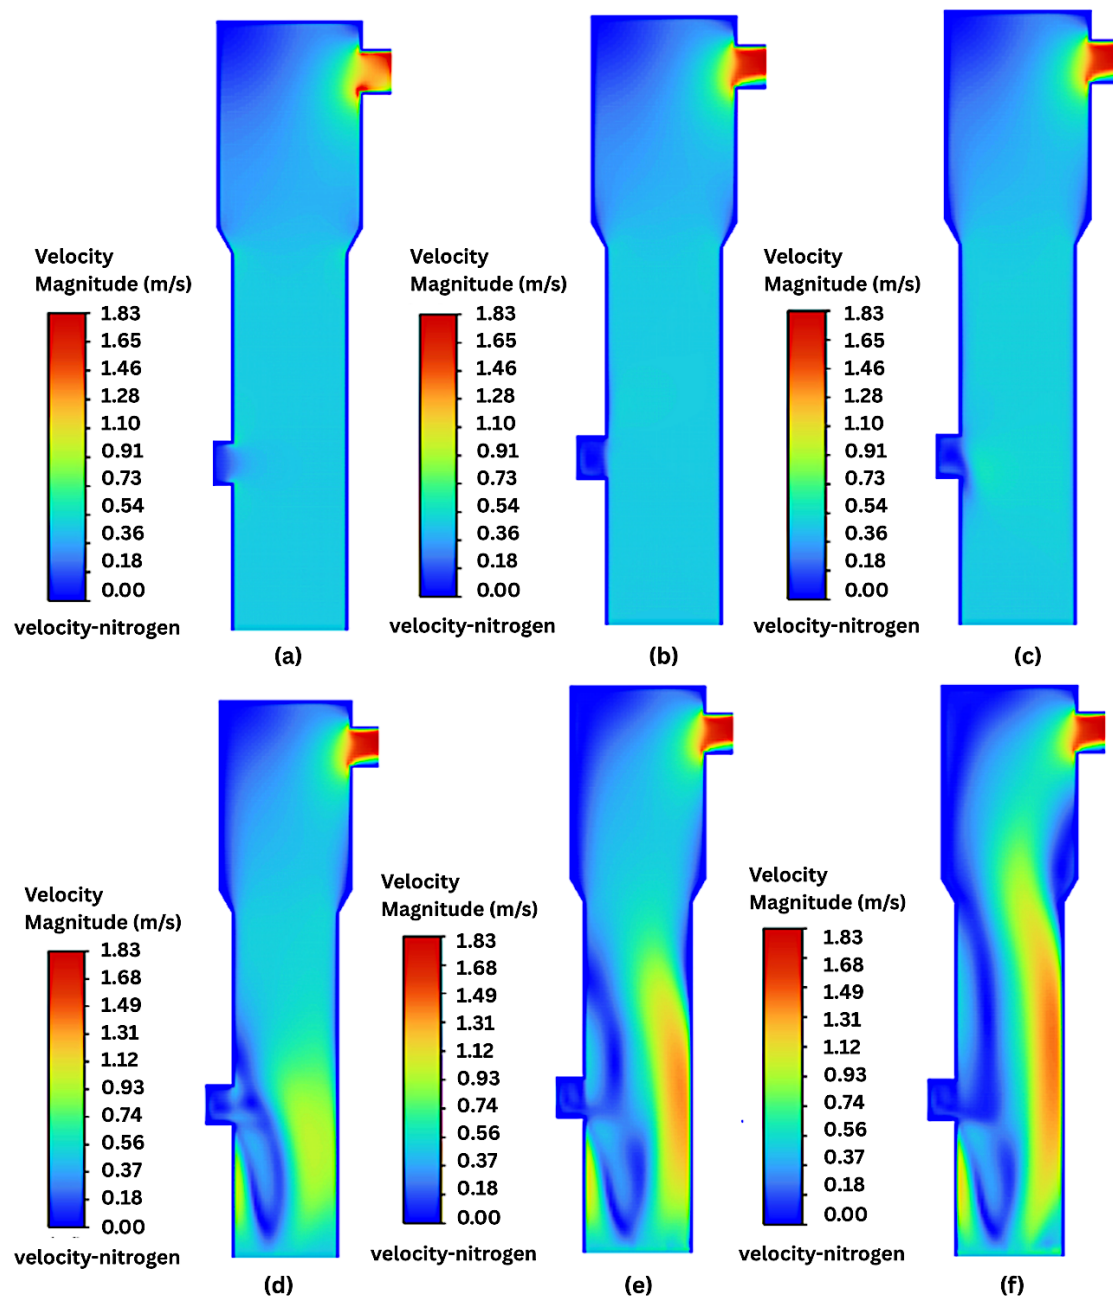 Velocity
Magnitude (m/s)
1.83
1.65
1.46
1.28
1.10
0.91
0.73
0.54
0.36
0.18
0.00
velocity-nitrogen
(a)
Velocity
Magnitude (m/s)
1.83
1.65
1.46
1.28
1.10
0.91
0.73
0.54
0.36
0.18
0.00
velocity-nitrogen
(b)
Velocity
Magnitude (m/s)
1.83
1.65
1.46
1.28
1.10
0.91
0.73
0.54
0.36
0.18
0.00
velocity-nitrogen
(c)
Velocity
Magnitude (m/s)
1.83
1.68
1.49
1.31
1.12
0.93
0.74
0.56
0.37
0.18
0.00
velocity-nitrogen
(d)
Velocity
Magnitude (m/s)
1.83
1.68
1.49
1.31
1.12
0.93
0.74
0.56
0.37
0.18
0.00
velocity-nitrogen
(e)
Velocity
Magnitude (m/s)
1.83
1.68
1.49
1.31
1.12
0.93
0.74
0.56
0.37
0.18
0.00
velocity-nitrogen
(f)